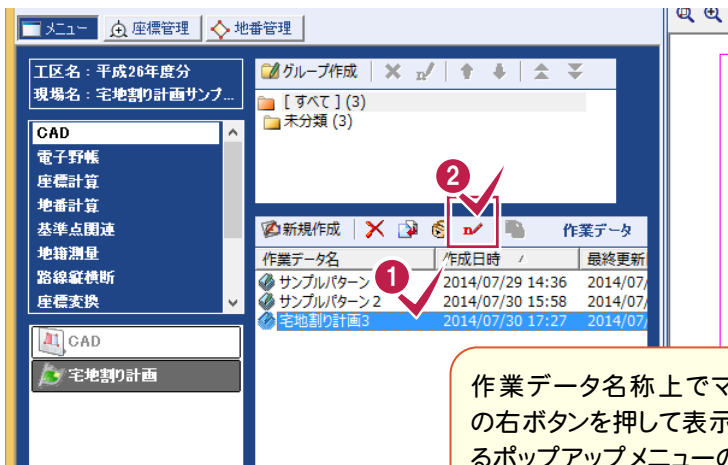 メニュー 座標管理 地番管理
工区名：平成26年度分
現場名：宅地割り計画サンプ...
CAD
電子野帳
座標計算
地番計算
基準点関連
地籍測量
路線縦横断
座標変換
CAD
宅地割り計画
グループ作成
[ すべて ] (3)
未分類 (3)
2
新規作成 作業データ
作業データ名 作成日時 最終更新
サンプルパターン 2014/07/29 14:36 2014/07/
1
サンプルパターン2 2014/07/30 15:58 2014/07/
宅地割り計画3 2014/07/30 17:27 2014/07/
作業データ名称上でマ
の右ボタンを押して表示
るポップアップメニューの